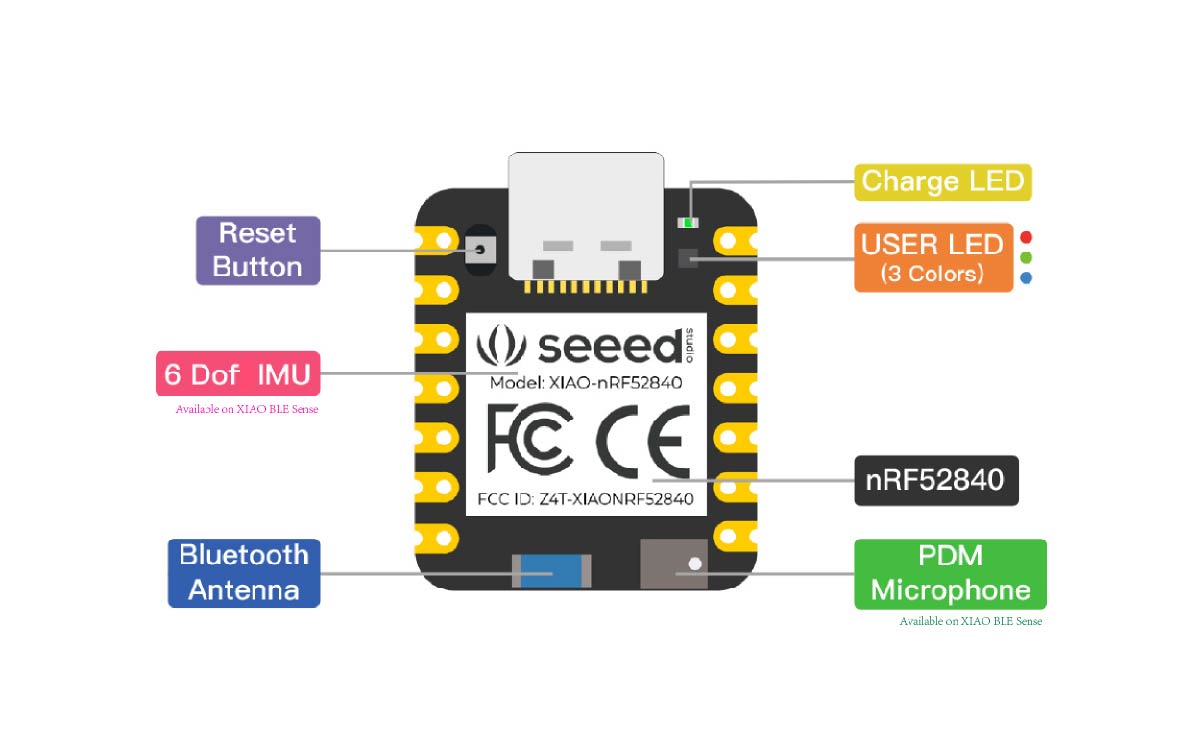 Charge LED
Reset
Button
USER LED
(3 Colors)
seeed
studio
Model: XIAO-nRF52840
6 Dof IMU
Available on XIAO BLE Sense
FC CE
nRF52840
FCC ID: Z4T-XIAONRF52840
Bluetooth
Antenna
PDM
Microphone
Available on XIAO BLE Sense